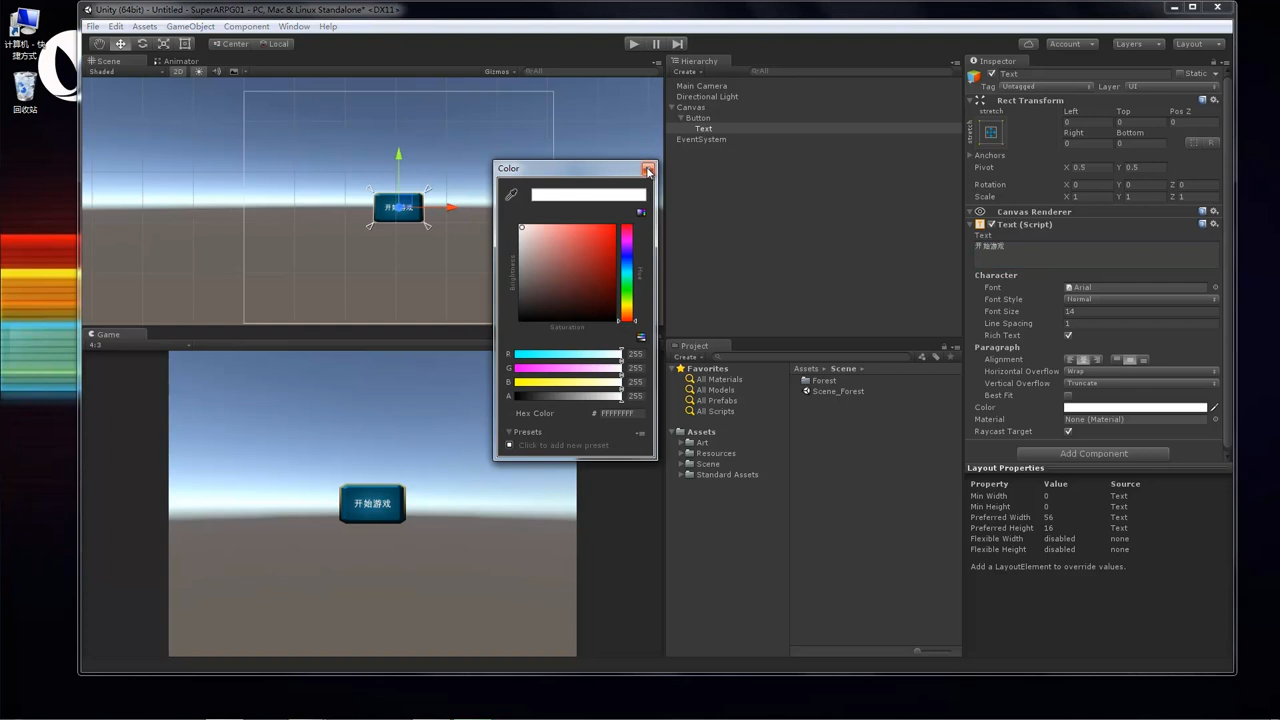 Unity (64bit) - Untitled - SuperARPG01 - PC, Mac & Linux Standalone* <DX11>
File Edit Assets GameObject Component Window Help
Center Local
Account Layers Layout
计算机 - 快捷方式
回收站
Scene Animator
Shaded 2D Gizmos All
开始游戏
Game
4:3
开始游戏
Color
Brightness
Hue
Saturation
R 255
G 255
B 255
A 255
Hex Color # FFFFFFFF
Presets
Click to add new preset
Hierarchy
Create All
Main Camera
Directional Light
Canvas
Button
Text
EventSystem
Project
Create
Favorites
All Materials
All Models
All Prefabs
All Scripts
Assets
Art
Resources
Scene
Standard Assets
Assets Scene
Forest
Scene_Forest
Inspector
Text Static
Tag Untagged Layer UI
Rect Transform
stretch Left Top Pos Z
stretch 0 0 0
Right Bottom
0 0 R
Anchors
Pivot X 0.5 Y 0.5
Rotation X 0 Y 0 Z 0
Scale X 1 Y 1 Z 1
Canvas Renderer
Text (Script)
Text
开始游戏
Character
Font Arial
Font Style Normal
Font Size 14
Line Spacing 1
Rich Text
Paragraph
Alignment
Horizontal Overflow Wrap
Vertical Overflow Truncate
Best Fit
Color
Material None (Material)
Raycast Target
Add Component
Layout Properties
Property Value Source
Min Width 0 Text
Min Height 0 Text
Preferred Width 56 Text
Preferred Height 16 Text
Flexible Width disabled none
Flexible Height disabled none
Add a LayoutElement to override values.